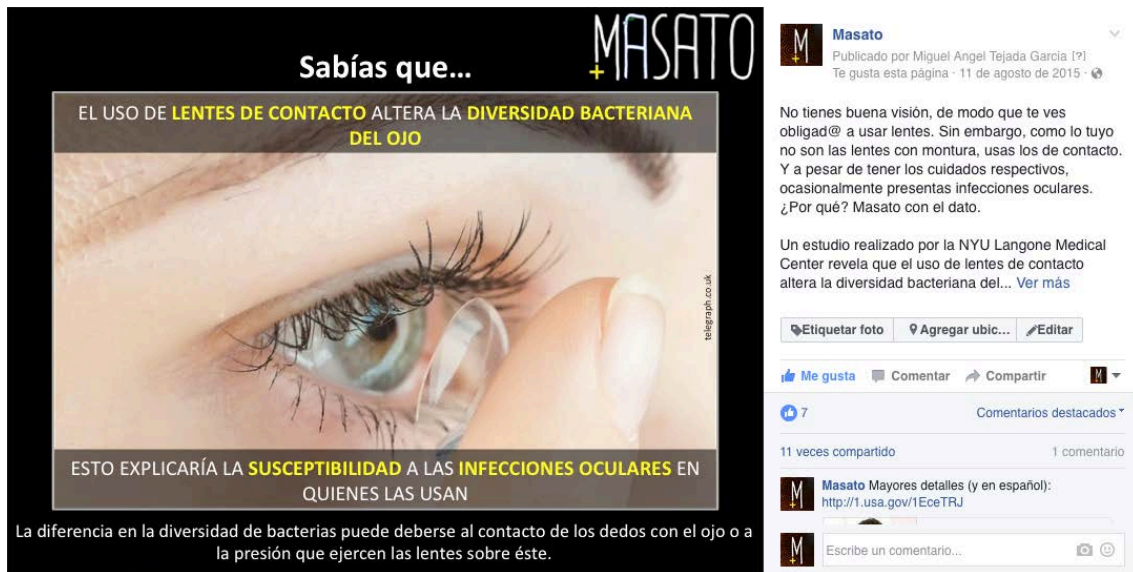 MASATO
Sabías que...
EL USO DE LENTES DE CONTACTO ALTERA LA DIVERSIDAD BACTERIANA
DEL OJO
telegraph.co.uk
ESTO EXPLICARÍA LA SUSCEPTIBILIDAD A LAS INFECCIONES OCULARES EN
QUIENES LAS USAN
La diferencia en la diversidad de bacterias puede deberse al contacto de los dedos con el ojo o a
la presión que ejercen las lentes sobre éste.
Masato
Publicado por Miguel Angel Tejada Garcia [?]
Te gusta esta página · 11 de agosto de 2015 ·
No tienes buena visión, de modo que te ves
obligad@ a usar lentes. Sin embargo, como lo tuyo
no son las lentes con montura, usas los de contacto.
Y a pesar de tener los cuidados respectivos,
ocasionalmente presentas infecciones oculares.
¿Por qué? Masato con el dato.
Un estudio realizado por la NYU Langone Medical
Center revela que el uso de lentes de contacto
altera la diversidad bacteriana del... Ver más
Etiquetar foto Agregar ubic... Editar
Me gusta Comentar Compartir
7 Comentarios destacados
11 veces compartido 1 comentario
Masato Mayores detalles (y en español):
http://1.usa.gov/1EceTRJ
Escribe un comentario...